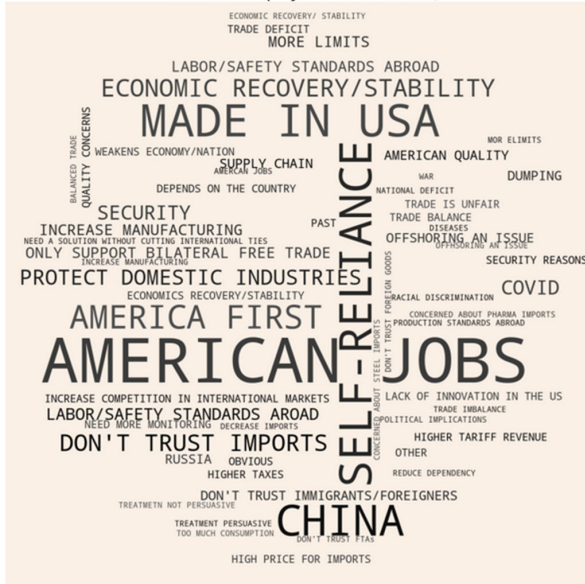 ECONOMIC RECOVERY/ STABILITY
TRADE DEFICIT
MORE LIMITS
LABOR/SAFETY STANDARDS ABROAD
ECONOMIC RECOVERY/STABILITY
MADE IN USA
BALANCED TRADE
QUALITY CONCERNS
WEAKENS ECONOMY/NATION
SUPPLY CHAIN
AMERCAN JOBS
DEPENDS ON THE COUNTRY
MOR ELIMITS
AMERICAN QUALITY
WAR
DUMPING
NATIONAL DEFICIT
SECURITY
PAST
TRADE IS UNFAIR
TRADE BALANCE
DISEASES
INCREASE MANUFACTURING
NEED A SOLUTION WITHOUT CUTTING INTERNATIONAL TIES
OFFSHORING AN ISSUE
OFFSHORING AN ISSUE
ONLY SUPPORT BILATERAL FREE TRADE
INCREASE MANUFACTURING
SECURITY REASONS
PROTECT DOMESTIC INDUSTRIES
SELF-RELIANCE
DON'T TRUST FOREIGN GOODS
COVID
ECONOMICS RECOVERY/STABILITY
RACIAL DISCRIMINATION
AMERICA FIRST
CONCERNED ABOUT PHARMA IMPORTS
PRODUCTION STANDARDS ABROAD
CONCERNED ABOUT STEEL IMPORTS
AMERICAN JOBS
INCREASE COMPETITION IN INTERNATIONAL MARKETS
LACK OF INNOVATION IN THE US
LABOR/SAFETY STANDARDS AROAD
TRADE IMBALANCE
NEED MORE MONITORING
DECREASE IMPORTS
POLITICAL IMPLICATIONS
DON'T TRUST IMPORTS
HIGHER TARIFF REVENUE
RUSSIA
OBVIOUS
OTHER
HIGHER TAXES
REDUCE DEPENDENCY
DON'T TRUST IMMIGRANTS/FOREIGNERS
TREATMETN NOT PERSUASIVE
CHINA
TREATMENT PERSUASIVE
TOO MUCH CONSUMPTION
DON'T TRUST FTAs
HIGH PRICE FOR IMPORTS